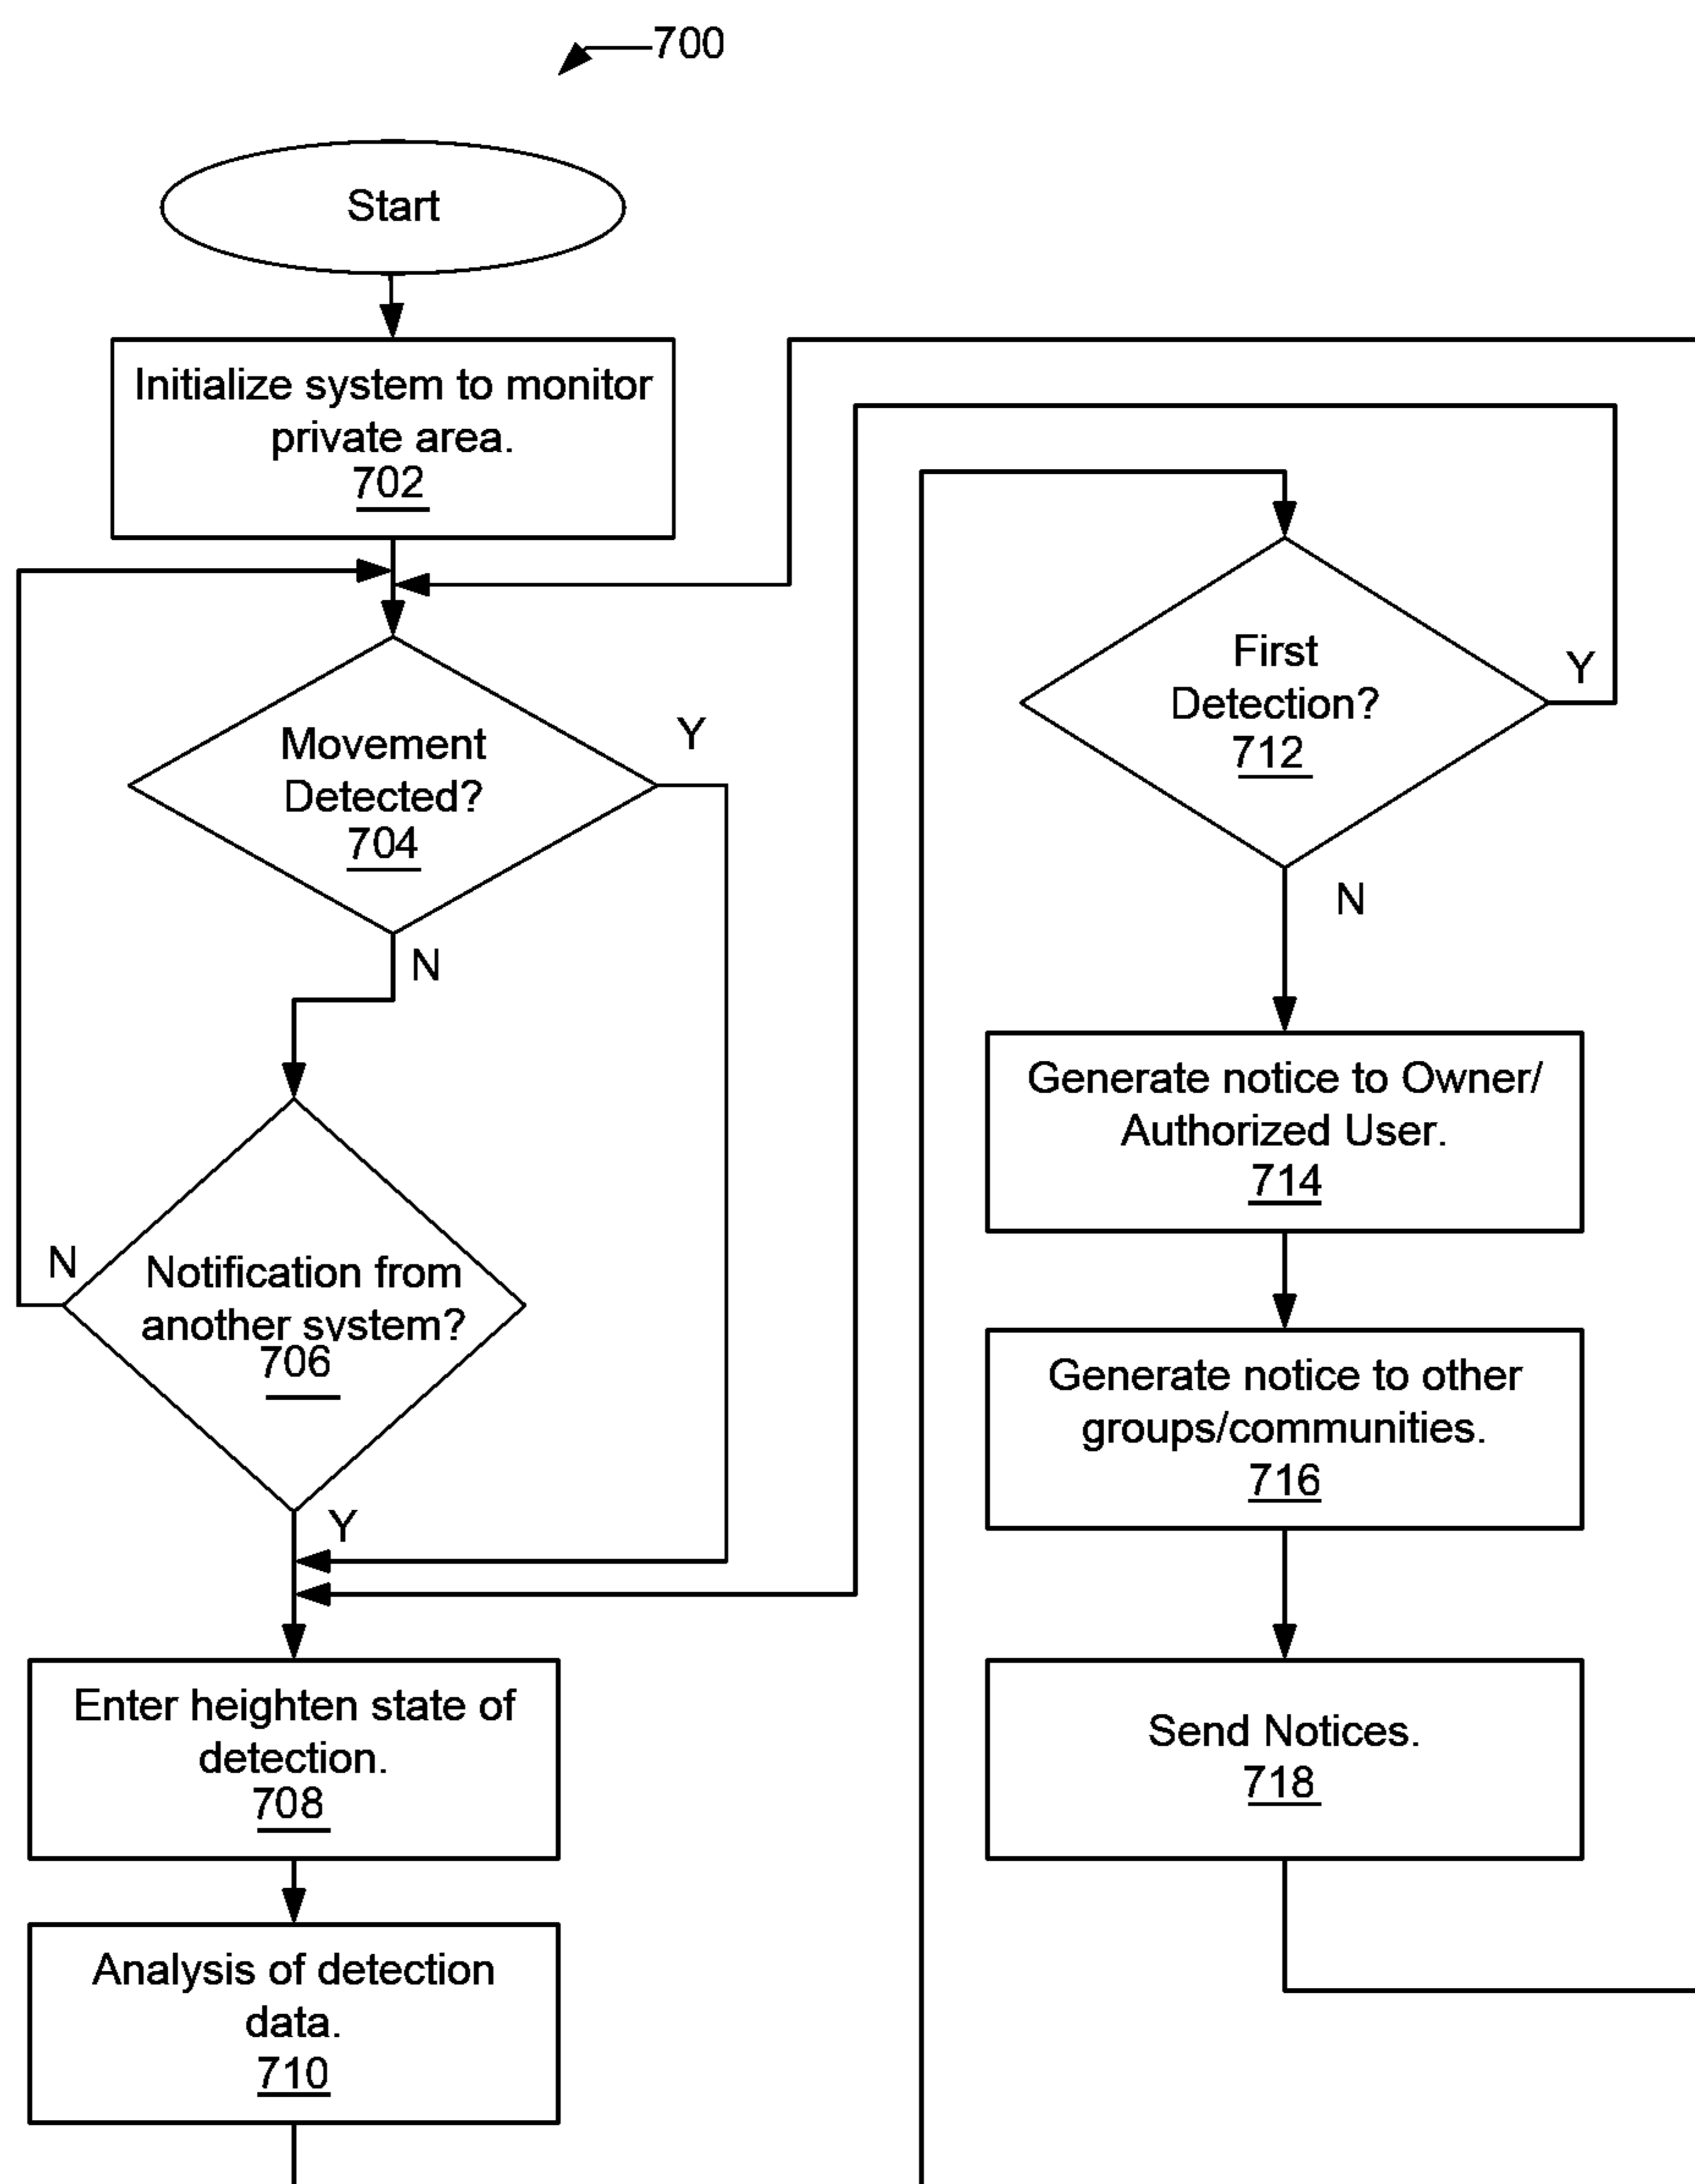 700
Start
Initialize system to monitor
private area.
702
Movement
Detected?
704
Y
N
Notification from
another system?
706
N
Y
Enter heighten state of
detection.
708
Analysis of detection
data.
710
First
Detection?
712
Y
N
Generate notice to Owner/
Authorized User.
714
Generate notice to other
groups/communities.
716
Send Notices.
718